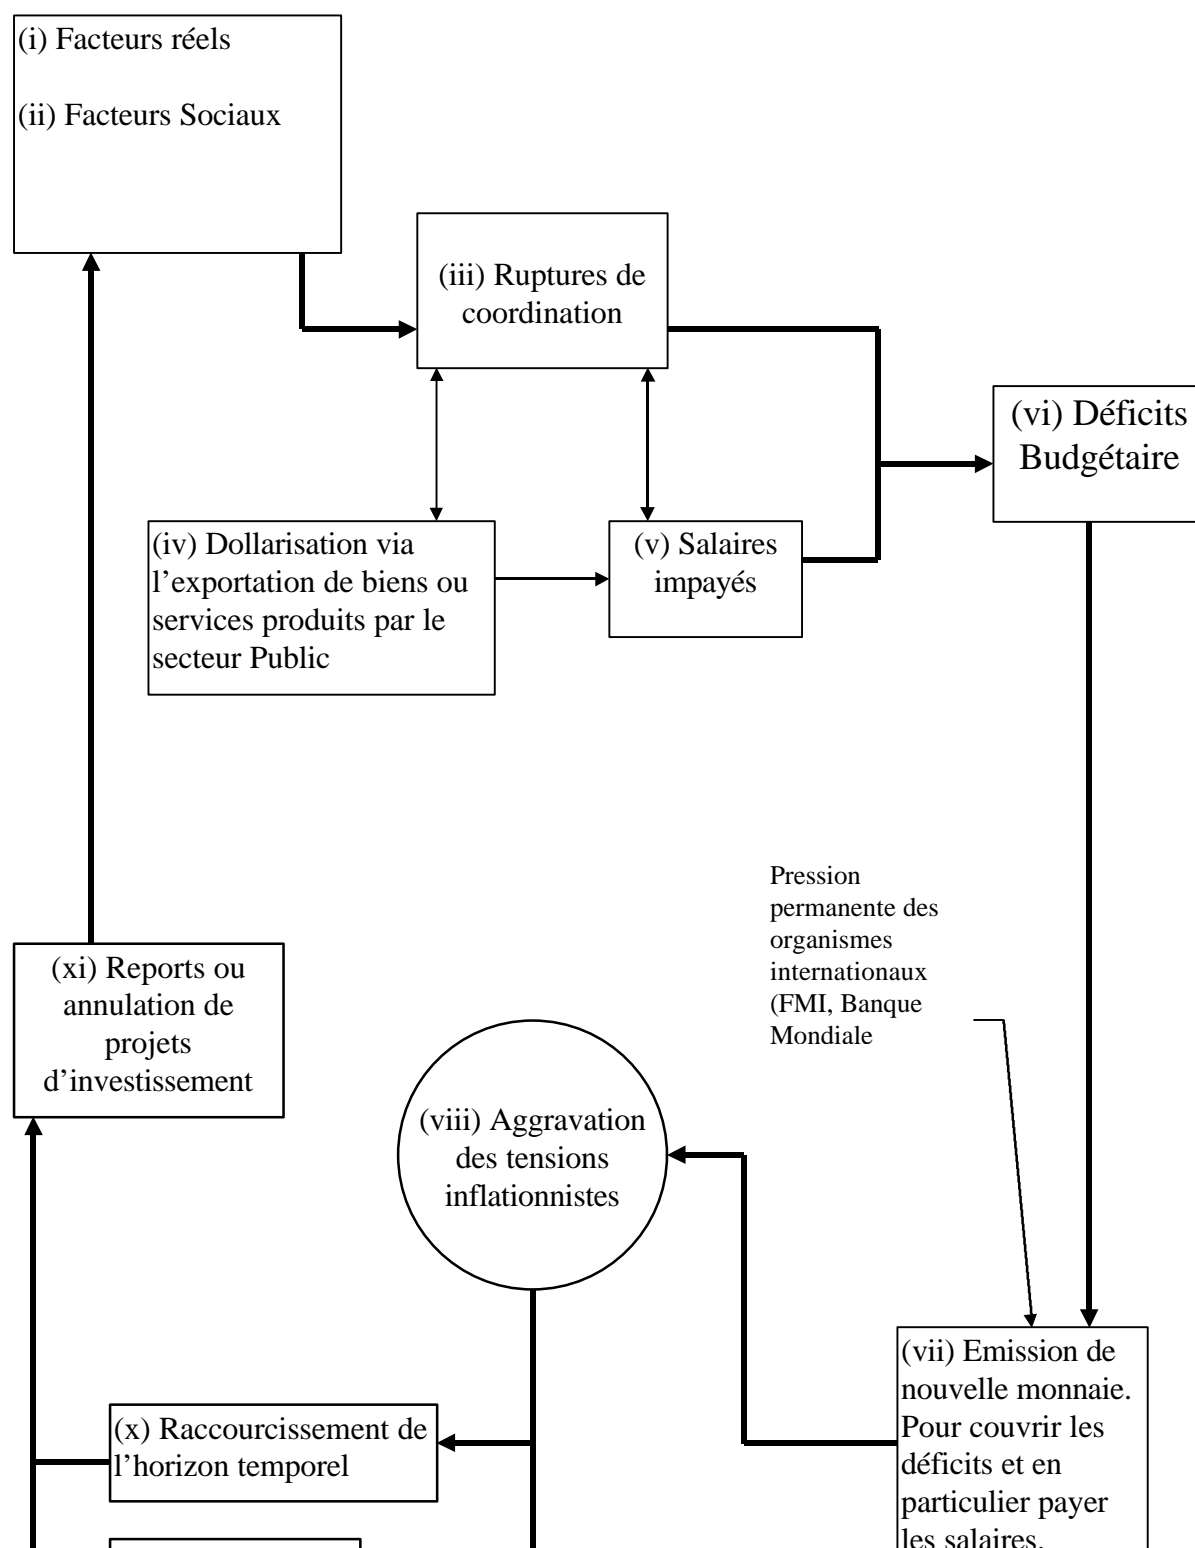 (i) Facteurs réels
(ii) Facteurs Sociaux
(iii) Ruptures de
coordination
(vi) Déficits
Budgétaire
(iv) Dollarisation via
l’exportation de biens ou
services produits par le
secteur Public
(v) Salaires
impayés
Pression
permanente des
organismes
internationaux
(FMI, Banque
Mondiale
(xi) Reports ou
annulation de
projets
d’investissement
(viii) Aggravation
des tensions
inflationnistes
(vii) Emission de
nouvelle monnaie.
Pour couvrir les
déficits et en
particulier payer
les salaires.
(x) Raccourcissement de
l’horizon temporel